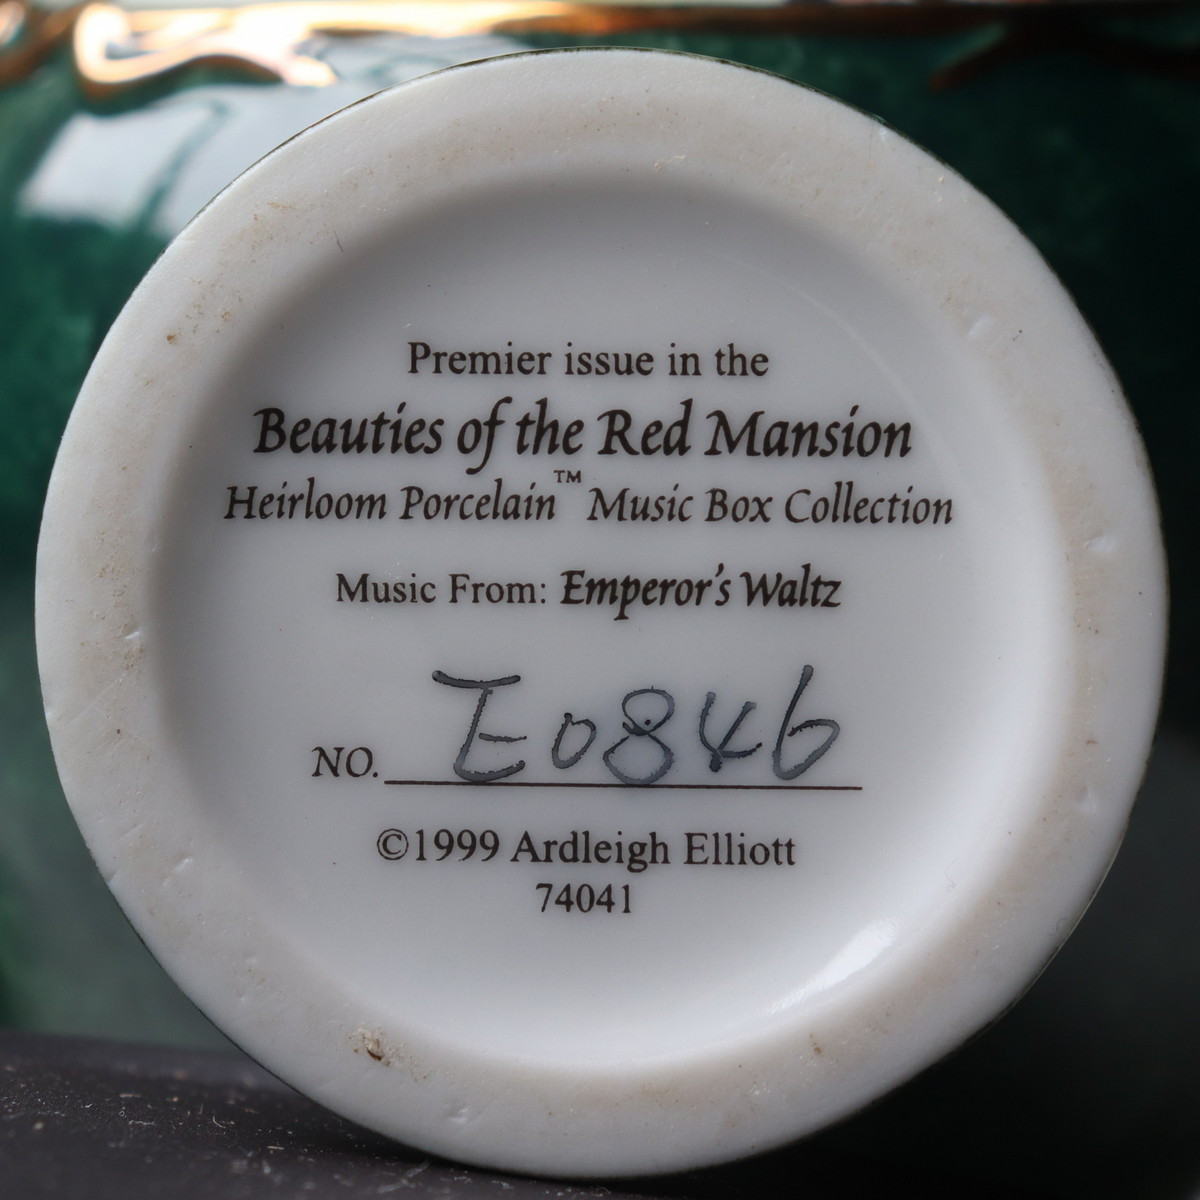 Premier issue in the
Beauties of the Red Mansion
Heirloom Porcelain™ Music Box Collection
Music From: Emperor's Waltz
NO. E0846
©1999 Ardleigh Elliott
74041